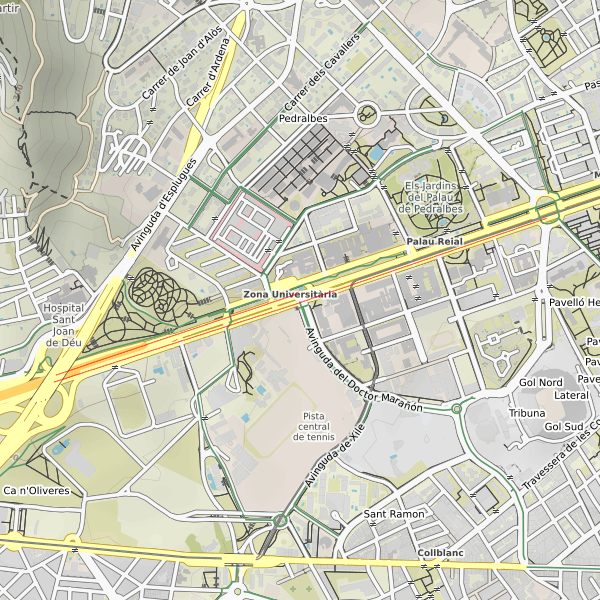 Carrer de Joan d'Alòs
Carrer d'Ardena
Carrer dels Cavallers
Pedralbes
Avinguda d'Esplugues
Els Jardins
del Palau
de Pedralbes
Palau Reial
Zona Universitària
Hospital
Sant
Joan
de Déu
Pavelló He
Avinguda del Doctor Marañón
Gol Nord
Lateral
Tribuna
Gol Sud
Pista
central
de tennis
Avinguda de Xile
Travessera de les Co
Ca n'Oliveres
Sant Ramon
Collblanc